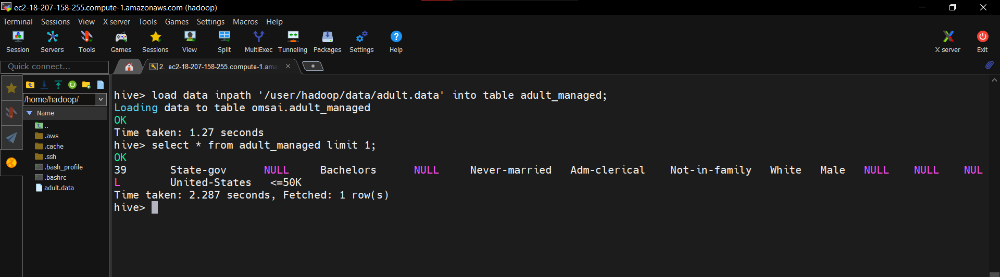 ec2-18-207-158-255.compute-1.amazonaws.com (hadoop)
Terminal Sessions View X server Tools Games Settings Macros Help
Session Servers Tools Games Sessions View Split MultiExec Tunneling Packages Settings Help X server Exit
Quick connect...
2. ec2-18-207-158-255.compute-1.ama
/home/hadoop/
Name
..
.aws
.cache
.ssh
.bash_profile
.bashrc
adult.data
hive> load data inpath '/user/hadoop/data/adult.data' into table adult_managed;
Loading data to table omsai.adult_managed
OK
Time taken: 1.27 seconds
hive> select * from adult_managed limit 1;
OK
39 State-gov NULL Bachelors NULL Never-married Adm-clerical Not-in-family White Male NULL NULL NUL
L United-States <=50K
Time taken: 2.287 seconds, Fetched: 1 row(s)
hive>